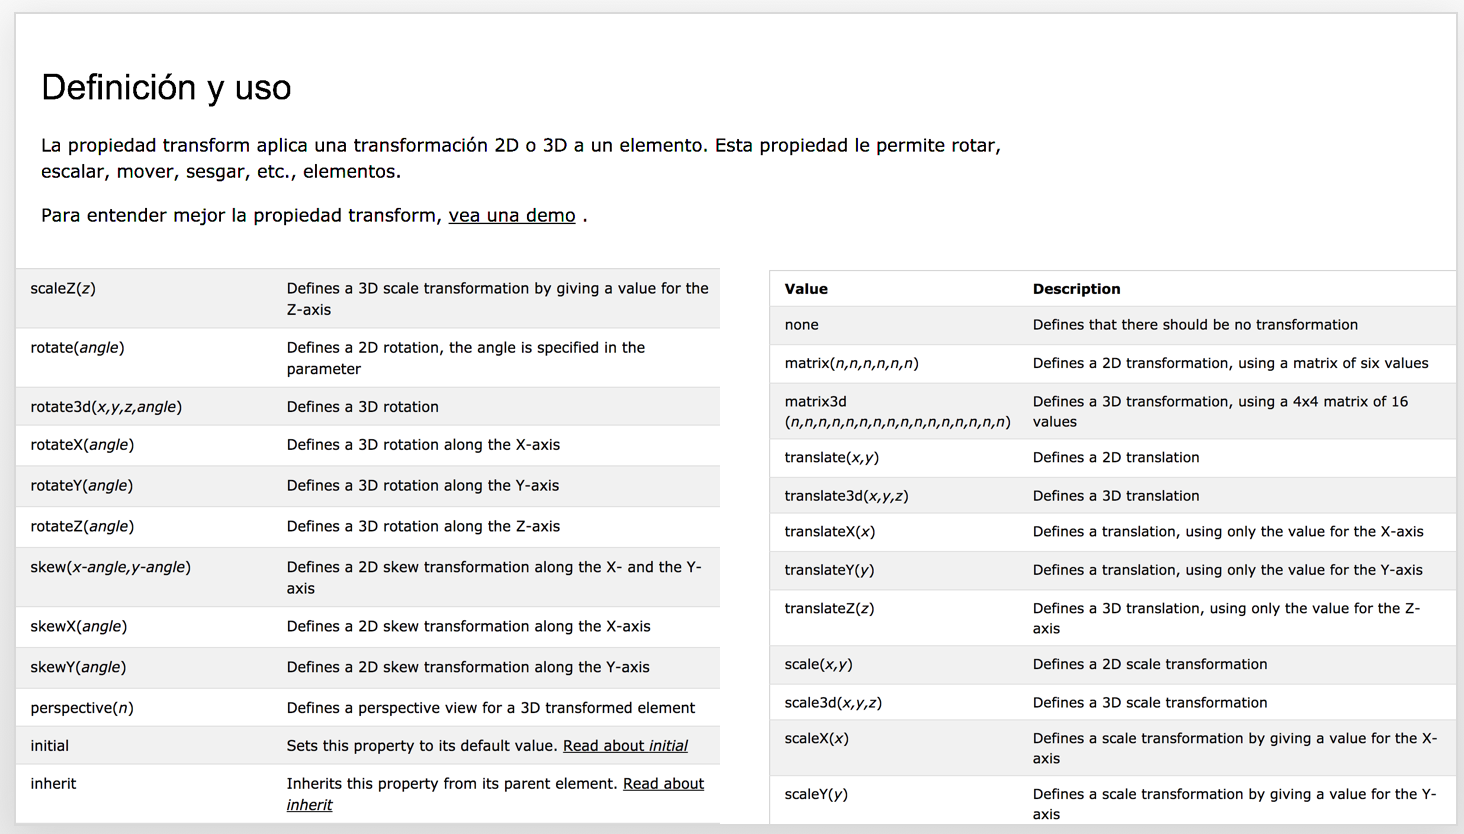 Definición y uso
La propiedad transform aplica una transformación 2D o 3D a un elemento. Esta propiedad le permite rotar,
escalar, mover, sesgar, etc., elementos.
Para entender mejor la propiedad transform, vea una demo .
scaleZ(z) Defines a 3D scale transformation by giving a value for the
Z-axis
rotate(angle) Defines a 2D rotation, the angle is specified in the
parameter
rotate3d(x,y,z,angle) Defines a 3D rotation
rotateX(angle) Defines a 3D rotation along the X-axis
rotateY(angle) Defines a 3D rotation along the Y-axis
rotateZ(angle) Defines a 3D rotation along the Z-axis
skew(x-angle,y-angle) Defines a 2D skew transformation along the X- and the Y-
axis
skewX(angle) Defines a 2D skew transformation along the X-axis
skewY(angle) Defines a 2D skew transformation along the Y-axis
perspective(n) Defines a perspective view for a 3D transformed element
initial Sets this property to its default value. Read about initial
inherit Inherits this property from its parent element. Read about
inherit
Value Description
none Defines that there should be no transformation
matrix(n,n,n,n,n,n) Defines a 2D transformation, using a matrix of six values
matrix3d Defines a 3D transformation, using a 4x4 matrix of 16
(n,n,n,n,n,n,n,n,n,n,n,n,n,n,n,n) values
translate(x,y) Defines a 2D translation
translate3d(x,y,z) Defines a 3D translation
translateX(x) Defines a translation, using only the value for the X-axis
translateY(y) Defines a translation, using only the value for the Y-axis
translateZ(z) Defines a 3D translation, using only the value for the Z-
axis
scale(x,y) Defines a 2D scale transformation
scale3d(x,y,z) Defines a 3D scale transformation
scaleX(x) Defines a scale transformation by giving a value for the X-
axis
scaleY(y) Defines a scale transformation by giving a value for the Y-
axis